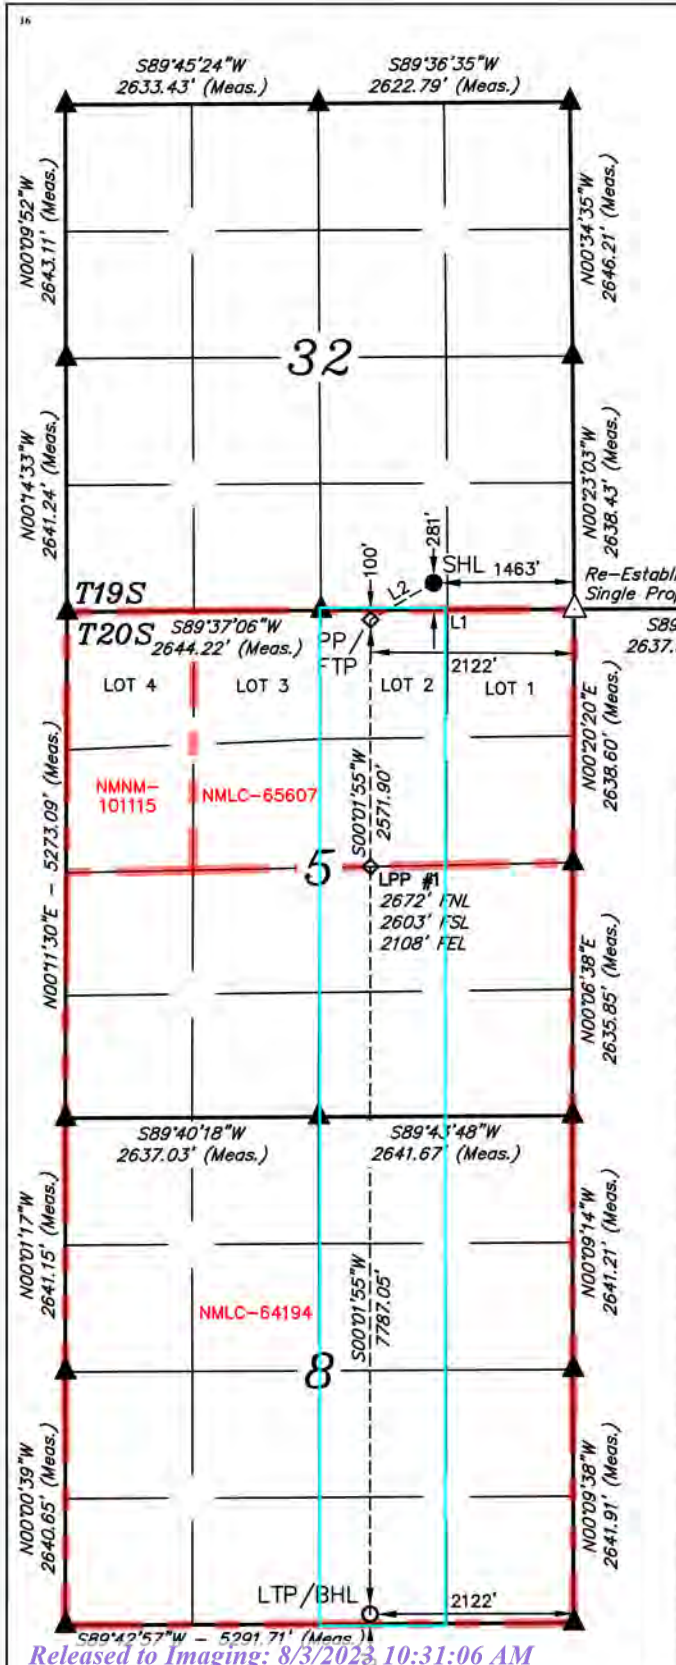 36
S89°45'24"W
2633.43' (Meas.)
S89°36'35"W
2622.79' (Meas.)
N00°09'52"W
2643.11' (Meas.)
N00°34'35"W
2646.21' (Meas.)
32
N00°14'33"W
2641.24' (Meas.)
N00°23'03"W
2638.43' (Meas.)
100'
281'
L2
SHL
1463'
Re-Establi
Single Prop
T19S
T20S
S89°37'06"W
2644.22' (Meas.)
PP/
FTP
L1
2122'
S89
2637.
LOT 4
LOT 3
LOT 2
LOT 1
N00°20'20"E
2638.60' (Meas.)
NMNM-
101115
NMLC-65607
S00°01'55"W
2571.90'
N00°11'30"E - 5273.09' (Meas.)
5
LPP #1
2672' FNL
2603' FSL
2108' FEL
N00°06'38"E
2635.85' (Meas.)
S89°40'18"W
2637.03' (Meas.)
S89°43'48"W
2641.67' (Meas.)
N00°01'17"W
2641.15' (Meas.)
N00°09'14"W
2641.21' (Meas.)
NMLC-64194
S00°01'55"W
7787.05'
8
N00°00'39"W
2640.65' (Meas.)
N00°09'38"W
2641.91' (Meas.)
LTP/BHL
2122'
S89°42'57"W - 5291.71' (Meas.)
Released to Imaging: 8/3/2023 10:31:06 AM